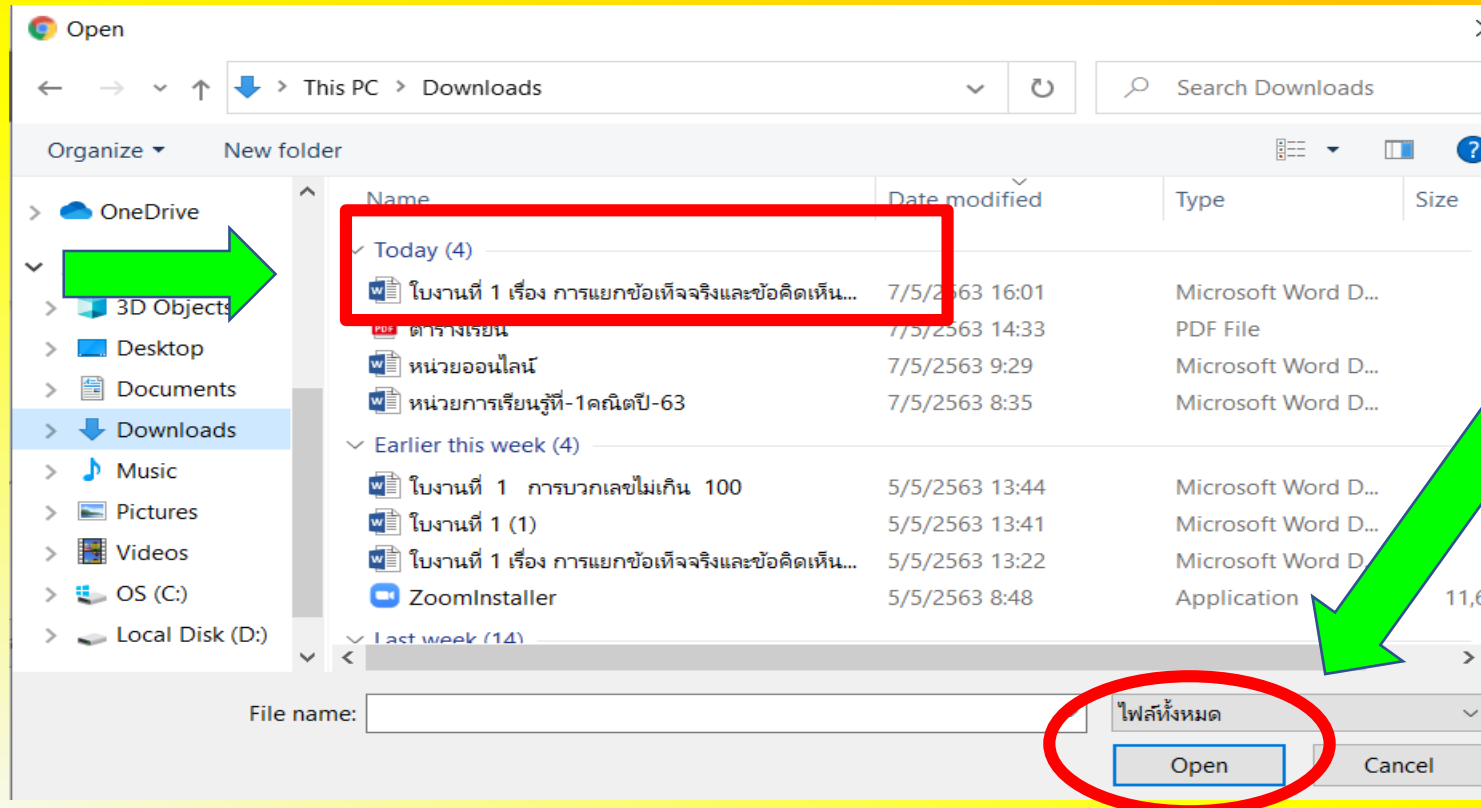 Open
This PC > Downloads
Search Downloads
Organize
New folder
Name Date modified Type Size
OneDrive
3D Objects
Desktop
Documents
Downloads
Music
Pictures
Videos
OS (C:)
Local Disk (D:)
Today (4)
ใบงานที่ 1 เรื่อง การแยกข้อเท็จจริงและข้อคิดเห็น... 7/5/2563 16:01 Microsoft Word D...
PDF ตารางเรียน 7/5/2563 14:33 PDF File
หน่วยออนไลน์ 7/5/2563 9:29 Microsoft Word D...
หน่วยการเรียนรู้ที่-1คณิตปี-63 7/5/2563 8:35 Microsoft Word D...
Earlier this week (4)
ใบงานที่ 1 การบวกเลขไม่เกิน 100 5/5/2563 13:44 Microsoft Word D...
ใบงานที่ 1 (1) 5/5/2563 13:41 Microsoft Word D...
ใบงานที่ 1 เรื่อง การแยกข้อเท็จจริงและข้อคิดเห็น... 5/5/2563 13:22 Microsoft Word D
ZoomInstaller 5/5/2563 8:48 Application 11,6
Last week (14)
File name:
ไฟล์ทั้งหมด
Open Cancel